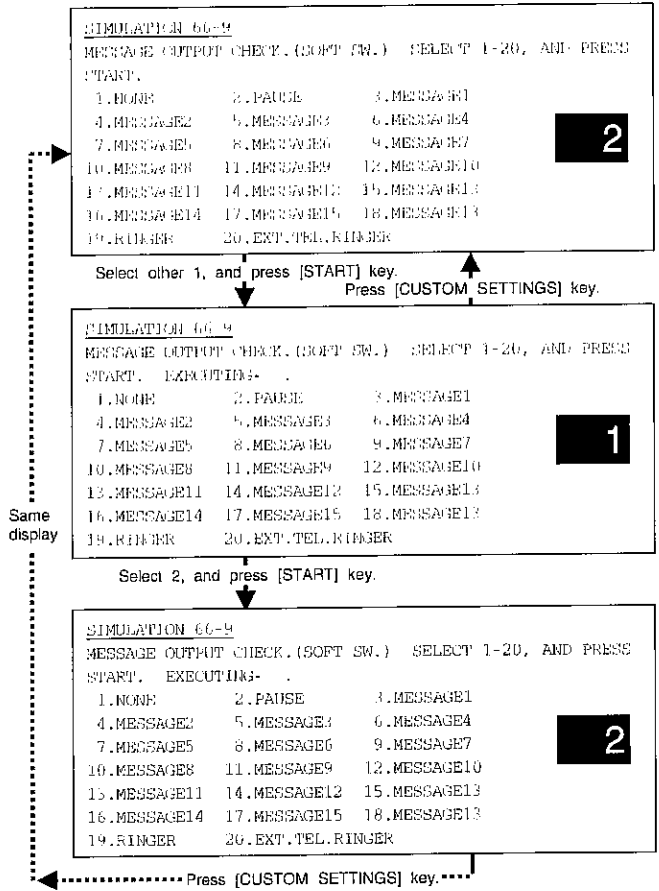 SIMULATION 66-9
MESSAGE OUTPUT CHECK.(SOFT SW.) SELECT 1-20, AND PRESS
START.
1.NONE 2.PAUSE 3.MESSAGE1
4.MESSAGE2 5.MESSAGE3 6.MESSAGE4
7.MESSAGE5 8.MESSAGE6 9.MESSAGE7
10.MESSAGE8 11.MESSAGE9 12.MESSAGE10
13.MESSAGE11 14.MESSAGE12 15.MESSAGE13
16.MESSAGE14 17.MESSAGE15 18.MESSAGE13
19.RINGER 20.EXT.TEL.RINGER
2
Select other 1, and press [START] key.
Press [CUSTOM SETTINGS] key.
SIMULATION 66-9
MESSAGE OUTPUT CHECK.(SOFT SW.) SELECT 1-20, AND PRESS
START. EXECUTING- .
1.NONE 2.PAUSE 3.MESSAGE1
4.MESSAGE2 5.MESSAGE3 6.MESSAGE4
7.MESSAGE5 8.MESSAGE6 9.MESSAGE7
10.MESSAGE8 11.MESSAGE9 12.MESSAGE10
13.MESSAGE11 14.MESSAGE12 15.MESSAGE13
16.MESSAGE14 17.MESSAGE15 18.MESSAGE13
19.RINGER 20.EXT.TEL.RINGER
1
Same
display
Select 2, and press [START] key.
SIMULATION 66-9
MESSAGE OUTPUT CHECK.(SOFT SW.) SELECT 1-20, AND PRESS
START. EXECUTING- .
1.NONE 2.PAUSE 3.MESSAGE1
4.MESSAGE2 5.MESSAGE3 6.MESSAGE4
7.MESSAGE5 8.MESSAGE6 9.MESSAGE7
10.MESSAGE8 11.MESSAGE9 12.MESSAGE10
13.MESSAGE11 14.MESSAGE12 15.MESSAGE13
16.MESSAGE14 17.MESSAGE15 18.MESSAGE13
19.RINGER 20.EXT.TEL.RINGER
2
Press [CUSTOM SETTINGS] key.